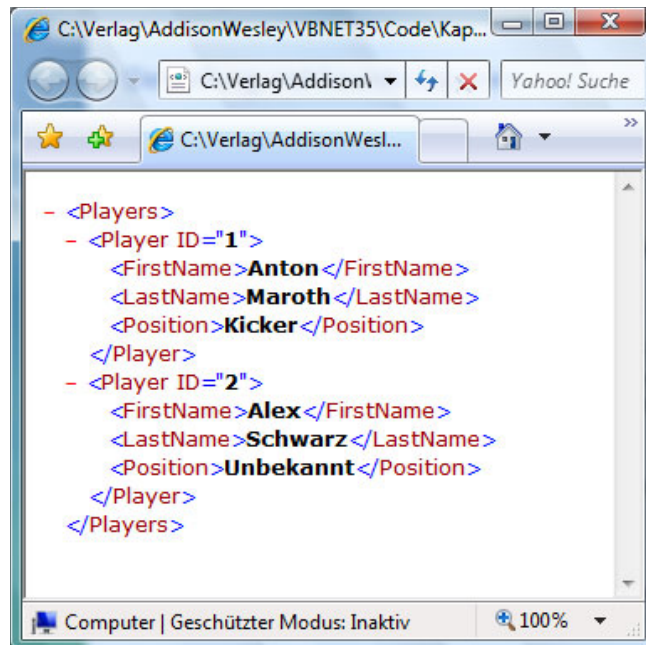 C:\Verlag\AddisonWesley\VBNET35\Code\Kap...
C:\Verlag\Addison\ Yahoo! Suche
C:\Verlag\AddisonWesl... »
- <Players>
- <Player ID="1">
<FirstName>Anton</FirstName>
<LastName>Maroth</LastName>
<Position>Kicker</Position>
</Player>
- <Player ID="2">
<FirstName>Alex</FirstName>
<LastName>Schwarz</LastName>
<Position>Unbekannt</Position>
</Player>
</Players>
Computer | Geschützter Modus: Inaktiv 100%